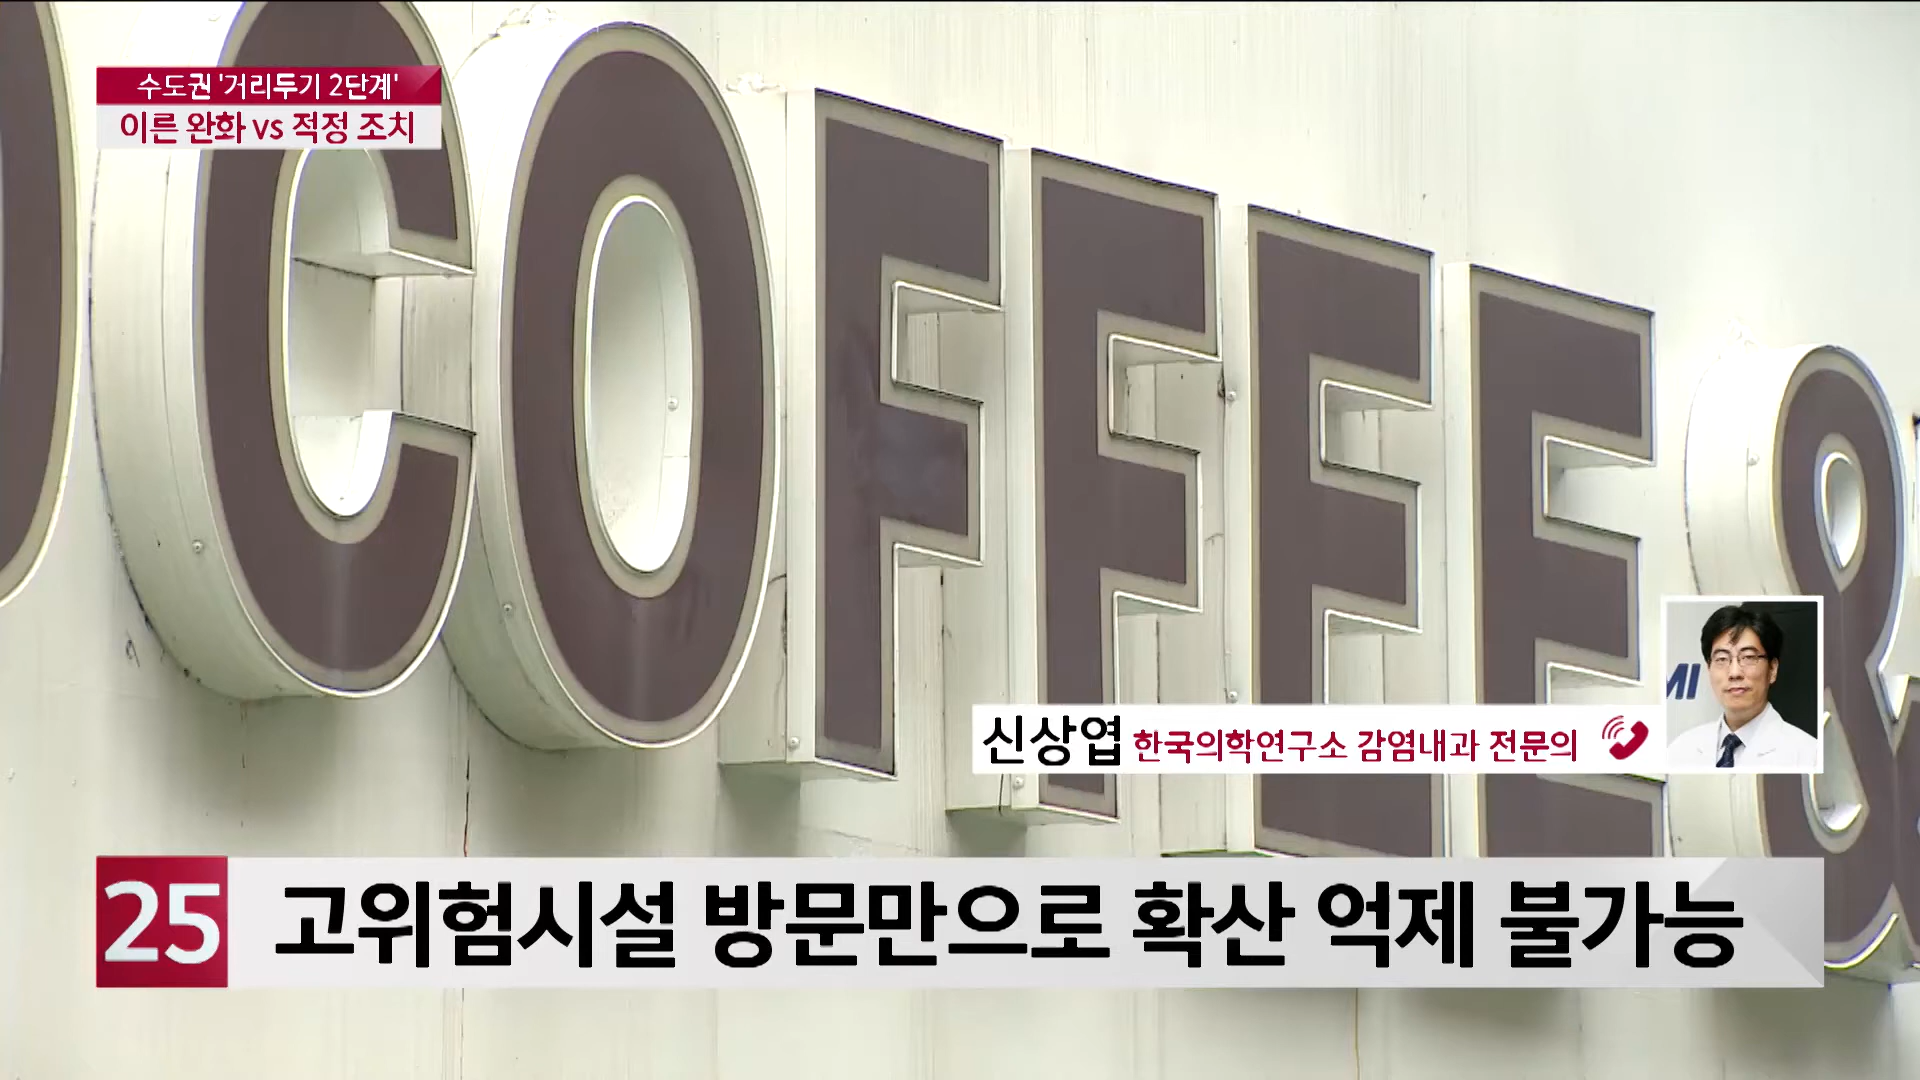 수도권 '거리두기 2단계'
이른 완화 vs 적정 조치
COFFEE &
MI
신상엽 한국의학연구소 감염내과 전문의
25 고위험시설 방문만으로 확산 억제 불가능